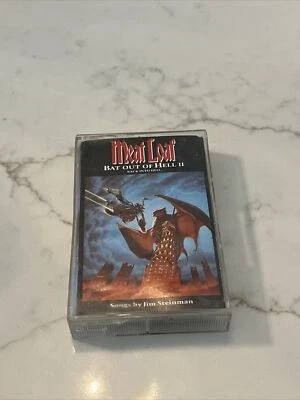 Meat Loaf
BAT OUT OF HELL II
BACK INTO HELL...
Songs by Jim Steinman